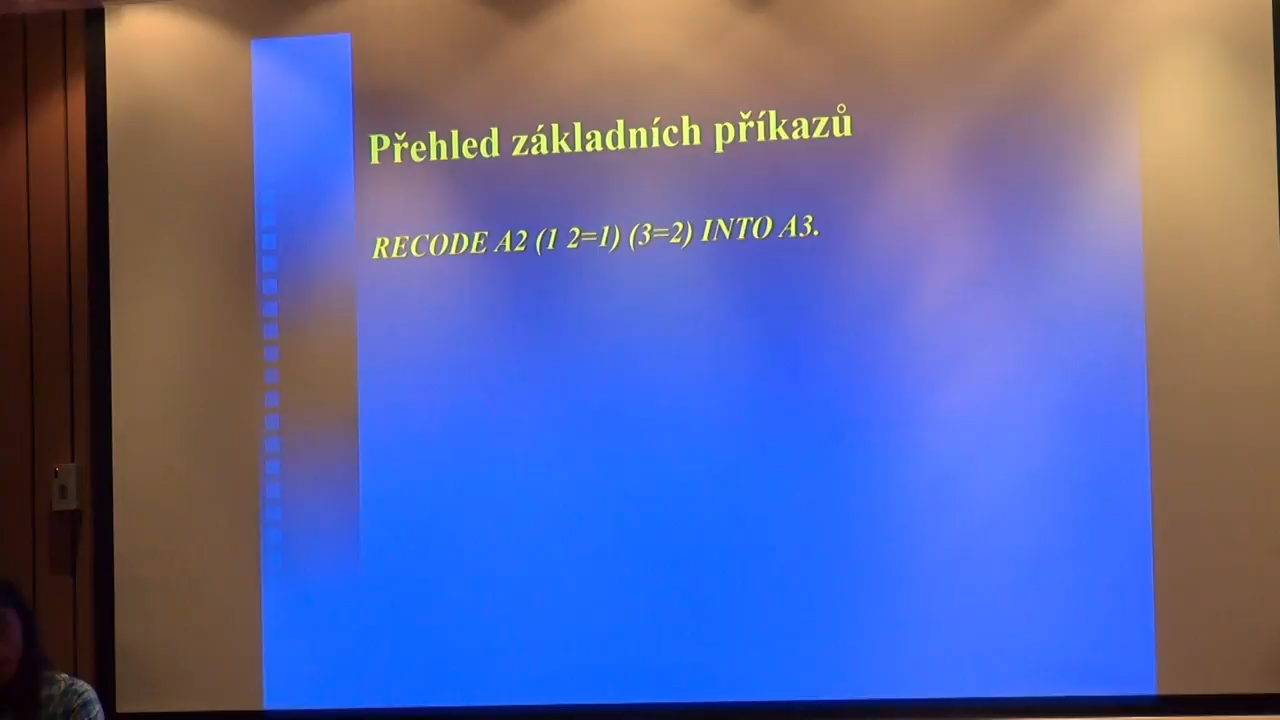 Přehled základních příkazů
RECODE A2 (1 2=1) (3=2) INTO A3.